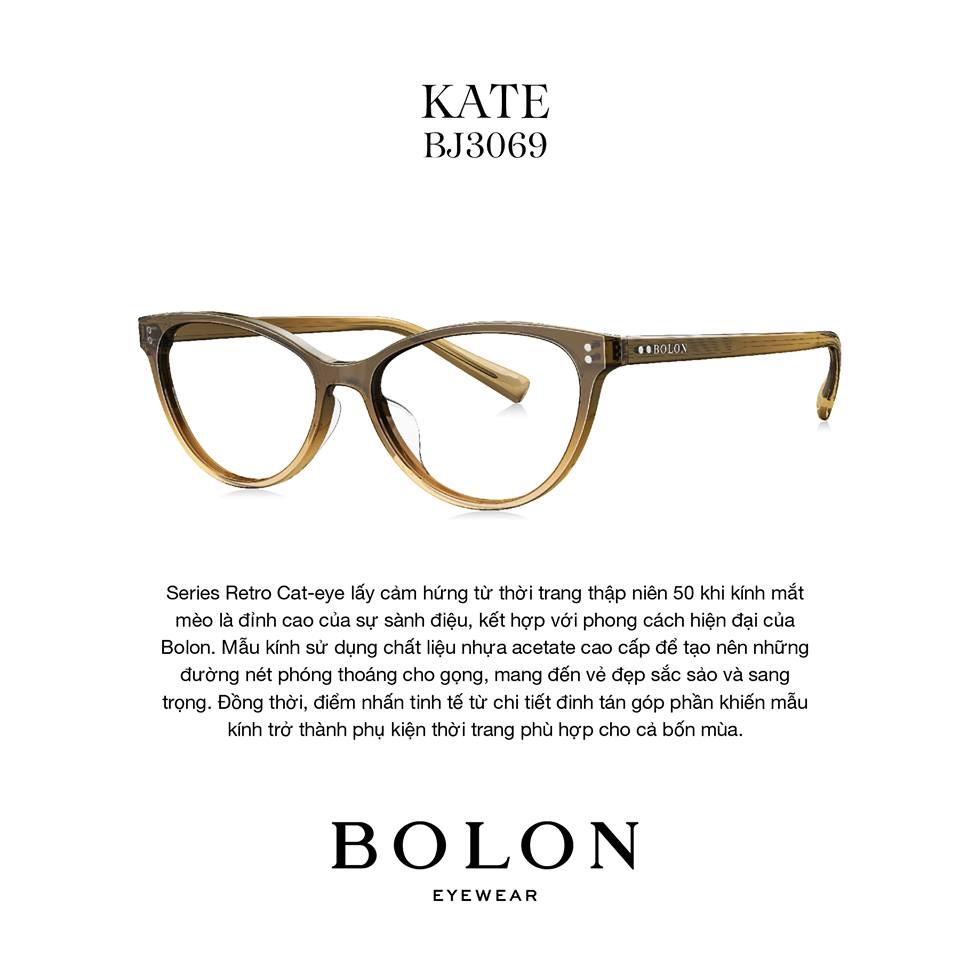 KATE
BJ3069
BOLON
Series Retro Cat-eye lấy cảm hứng từ thời trang thập niên 50 khi kính mắt
mèo là đỉnh cao của sự sành điệu, kết hợp với phong cách hiện đại của
Bolon. Mẫu kính sử dụng chất liệu nhựa acetate cao cấp để tạo nên những
đường nét phóng thoáng cho gọng, mang đến vẻ đẹp sắc sảo và sang
trọng. Đồng thời, điểm nhấn tinh tế từ chi tiết đinh tán góp phần khiến mẫu
kính trở thành phụ kiện thời trang phù hợp cho cả bốn mùa.
BOLON
EYEWEAR